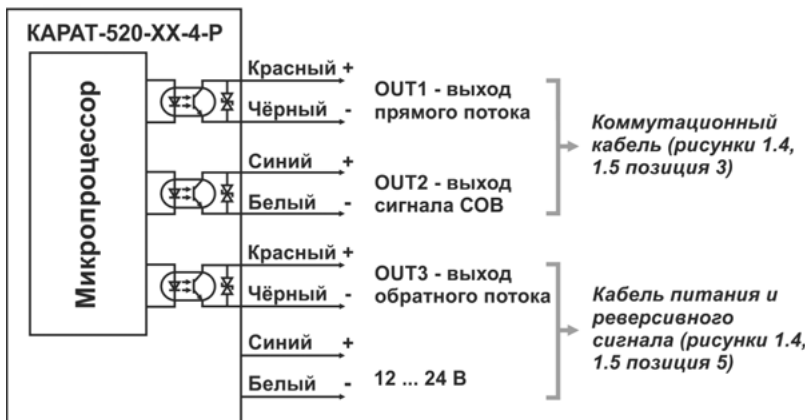 КАРАТ-520-ХХ-4-Р
Микропроцессор
Красный +
Чёрный -
OUT1 - выход
прямого потока
Синий +
Белый -
OUT2 - выход
сигнала СОВ
Коммутационный
кабель (рисунки 1.4,
1.5 позиция 3)
Красный +
Чёрный -
OUT3 - выход
обратного потока
Синий +
Белый -
12 ... 24 В
Кабель питания и
реверсивного
сигнала (рисунки 1.4,
1.5 позиция 5)